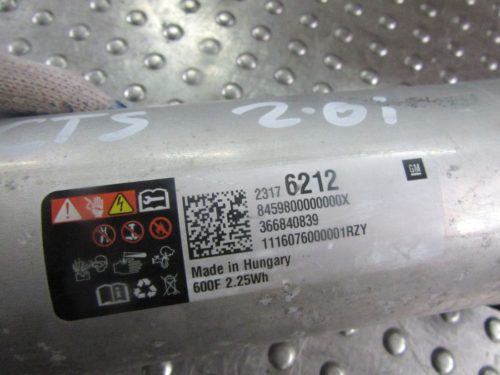 CTS 2.0i
2317 6212
GM
8459800000000X
366840839
1116076000001RZY
Made in Hungary
600F 2.25Wh